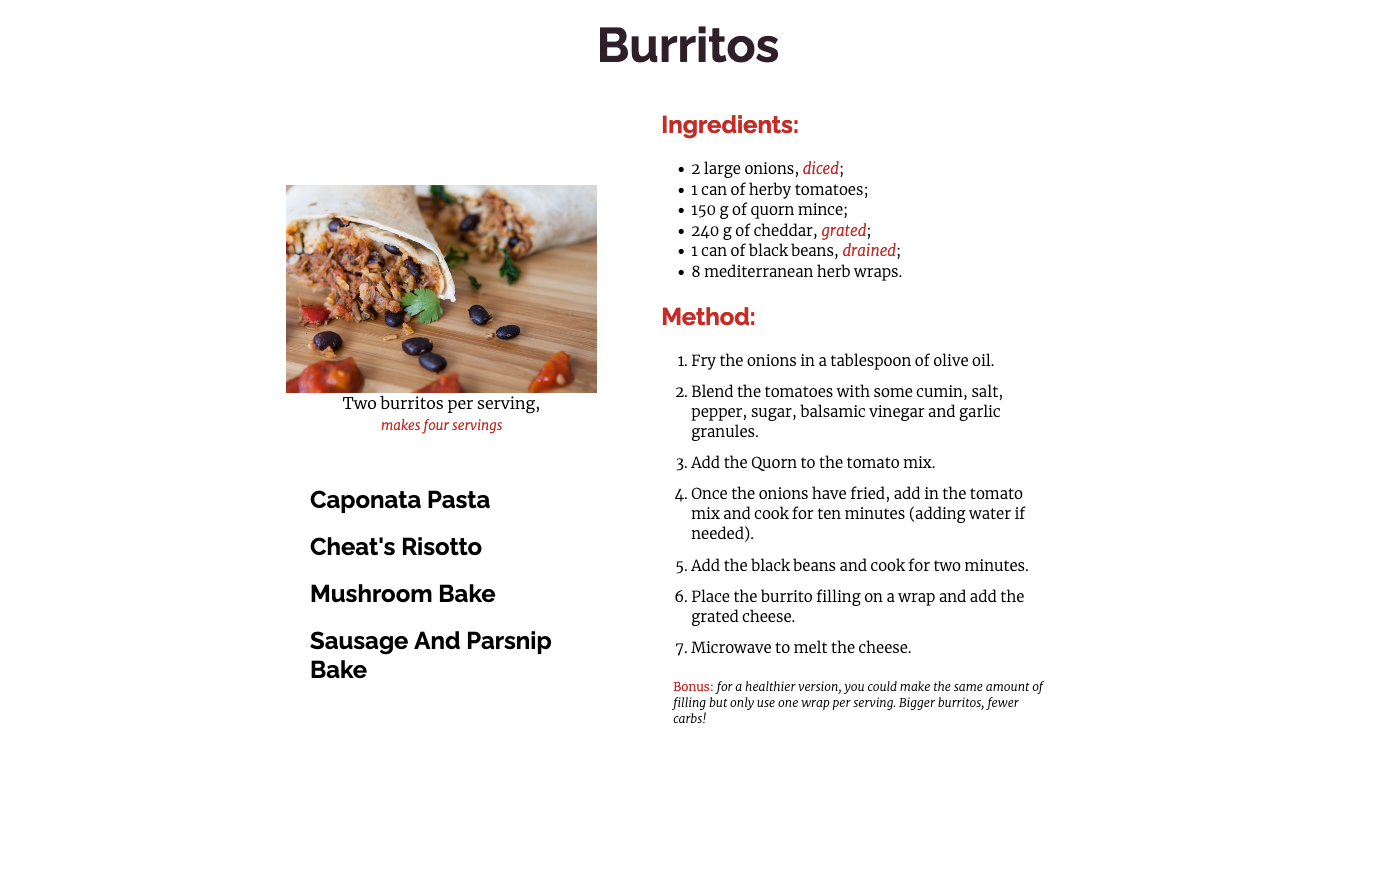 Burritos
Two burritos per serving,
makes four servings
Caponata Pasta
Cheat's Risotto
Mushroom Bake
Sausage And Parsnip
Bake
Ingredients:
• 2 large onions, diced;
• 1 can of herby tomatoes;
• 150 g of quorn mince;
• 240 g of cheddar, grated;
• 1 can of black beans, drained;
• 8 mediterranean herb wraps.
Method:
1. Fry the onions in a tablespoon of olive oil.
2. Blend the tomatoes with some cumin, salt,
pepper, sugar, balsamic vinegar and garlic
granules.
3. Add the Quorn to the tomato mix.
4. Once the onions have fried, add in the tomato
mix and cook for ten minutes (adding water if
needed).
5. Add the black beans and cook for two minutes.
6. Place the burrito filling on a wrap and add the
grated cheese.
7. Microwave to melt the cheese.
Bonus: for a healthier version, you could make the same amount of
filling but only use one wrap per serving. Bigger burritos, fewer
carbs!